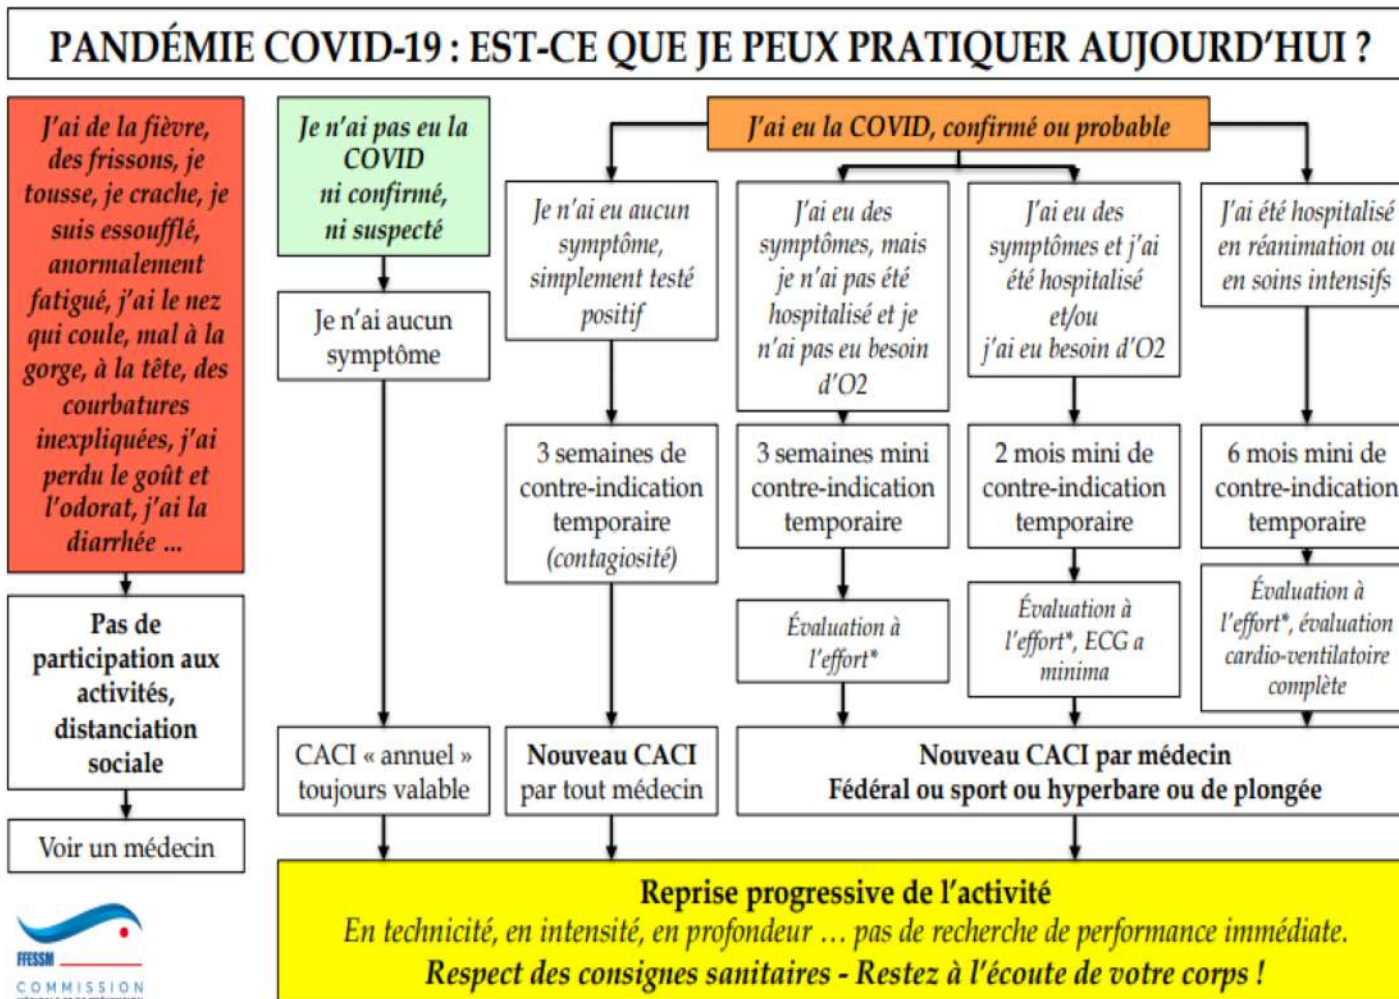 PANDÉMIE COVID-19 : EST-CE QUE JE PEUX PRATIQUER AUJOURD'HUI ?
J'ai de la fièvre,
des frissons, je
tousse, je crache, je
suis essoufflé,
anormalement
fatigué, j'ai le nez
qui coule, mal à la
gorge, à la tête, des
courbatures
inexpliquées, j'ai
perdu le goût et
l'odorat, j'ai la
diarrhée ...
Pas de
participation aux
activités,
distanciation
sociale
Voir un médecin
Je n'ai pas eu la
COVID
ni confirmé,
ni suspecté
Je n'ai aucun
symptôme
CACI « annuel »
toujours valable
J'ai eu la COVID, confirmé ou probable
Je n'ai eu aucun
symptôme,
simplement testé
positif
3 semaines de
contre-indication
temporaire
(contagiosité)
Nouveau CACI
par tout médecin
J'ai eu des
symptômes, mais
je n'ai pas été
hospitalisé et je
n'ai pas eu besoin
d'O2
3 semaines mini
contre-indication
temporaire
Évaluation à
l'effort*
J'ai eu des
symptômes et j'ai
été hospitalisé
et/ou
j'ai eu besoin d'O2
2 mois mini de
contre-indication
temporaire
Évaluation à
l'effort*, ECG a
minima
J'ai été hospitalisé
en réanimation ou
en soins intensifs
6 mois mini de
contre-indication
temporaire
Évaluation à
l'effort*, évaluation
cardio-ventilatoire
complète
Nouveau CACI par médecin
Fédéral ou sport ou hyperbare ou de plongée
Reprise progressive de l'activité
En technicité, en intensité, en profondeur ... pas de recherche de performance immédiate.
Respect des consignes sanitaires - Restez à l'écoute de votre corps !
FFESSM
COMMISSION